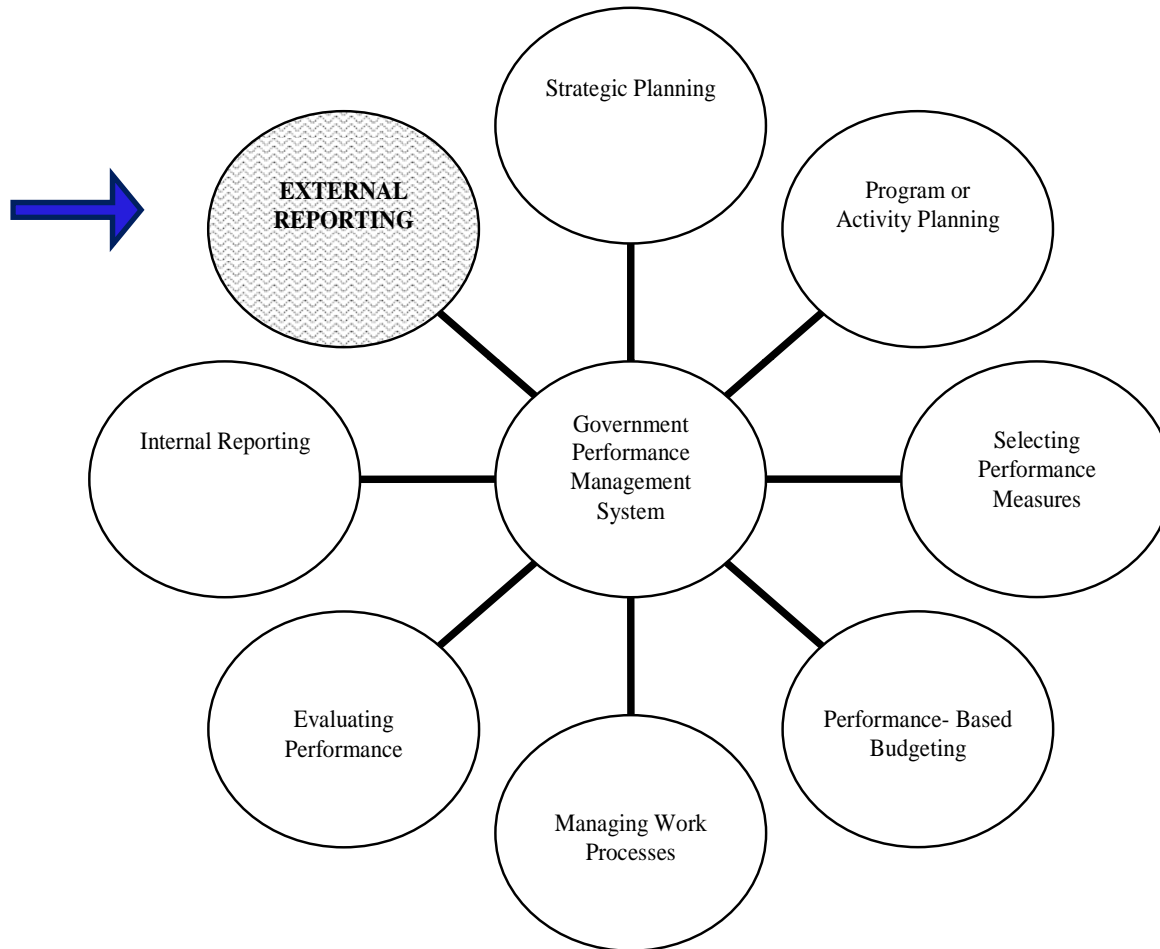 Strategic Planning
EXTERNAL
REPORTING
Program or
Activity Planning
Internal Reporting
Government
Performance
Management
System
Selecting
Performance
Measures
Evaluating
Performance
Performance- Based
Budgeting
Managing Work
Processes